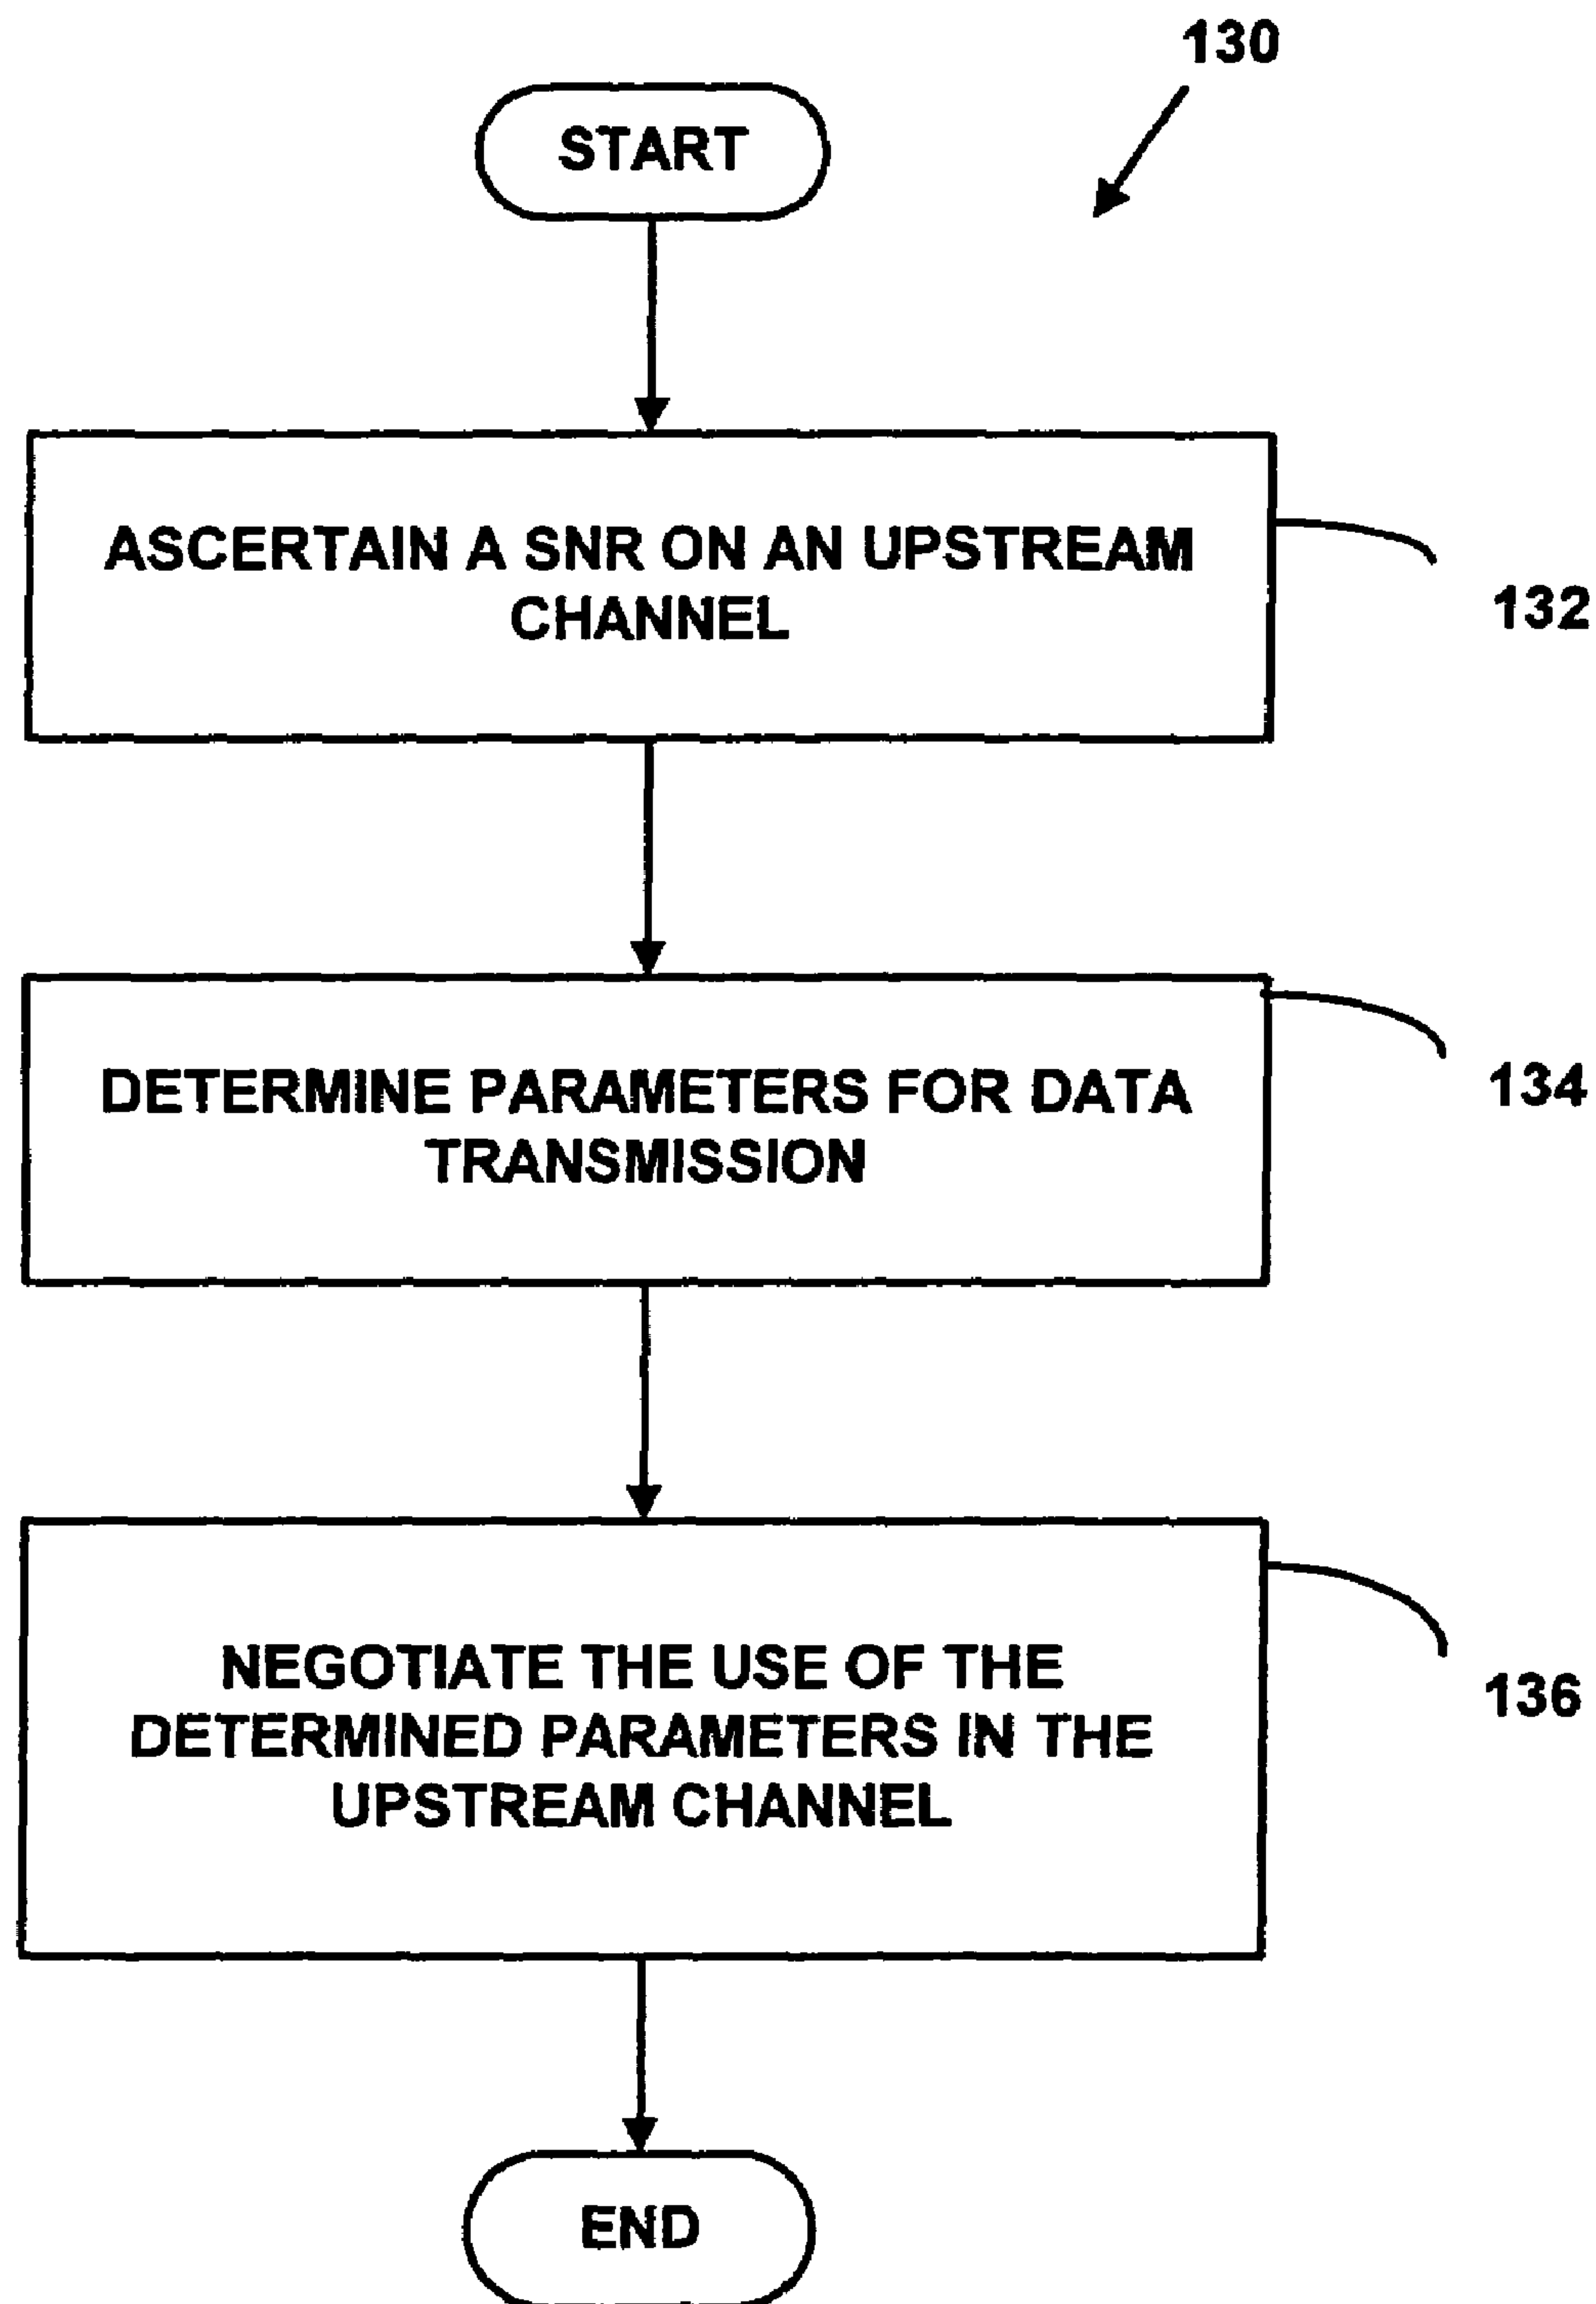 130
START
ASCERTAIN A SNR ON AN UPSTREAM
CHANNEL
132
DETERMINE PARAMETERS FOR DATA
TRANSMISSION
134
NEGOTIATE THE USE OF THE
DETERMINED PARAMETERS IN THE
UPSTREAM CHANNEL
136
END